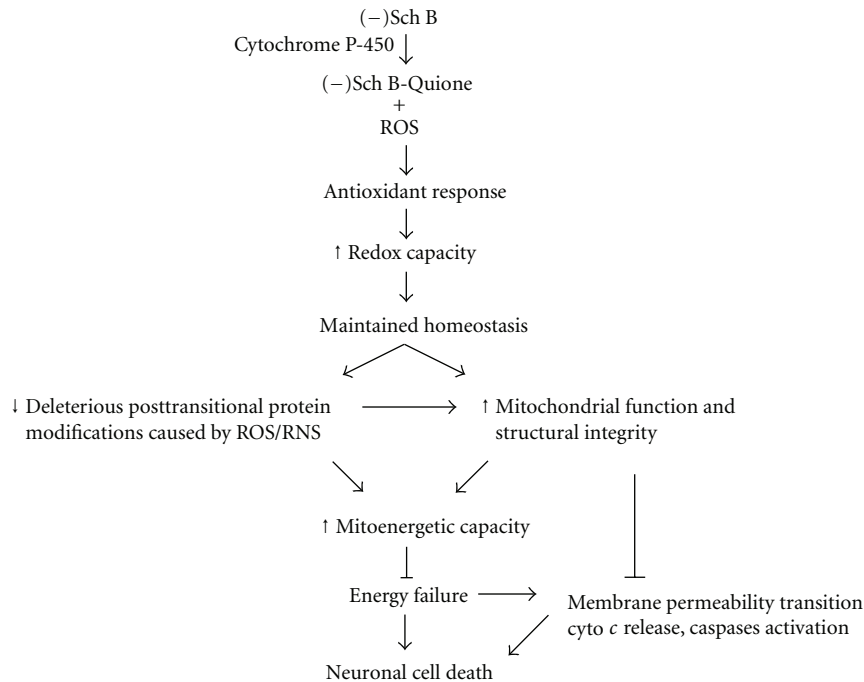 (−)Sch B
Cytochrome P-450
(−)Sch B-Quione
+
ROS
Antioxidant response
↑ Redox capacity
Maintained homeostasis
↓ Deleterious posttransitional protein
modifications caused by ROS/RNS
↑ Mitochondrial function and
structural integrity
↑ Mitoenergetic capacity
Energy failure
Membrane permeability transition
cyto c release, caspases activation
Neuronal cell death